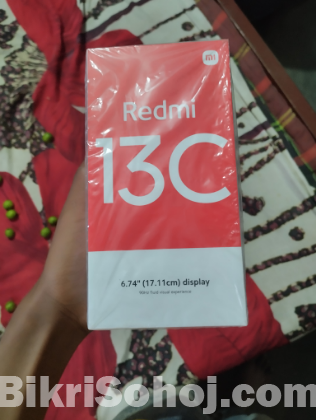 mi
Redmi
13C
6.74" (17.11cm) display
BikriSohoj.com